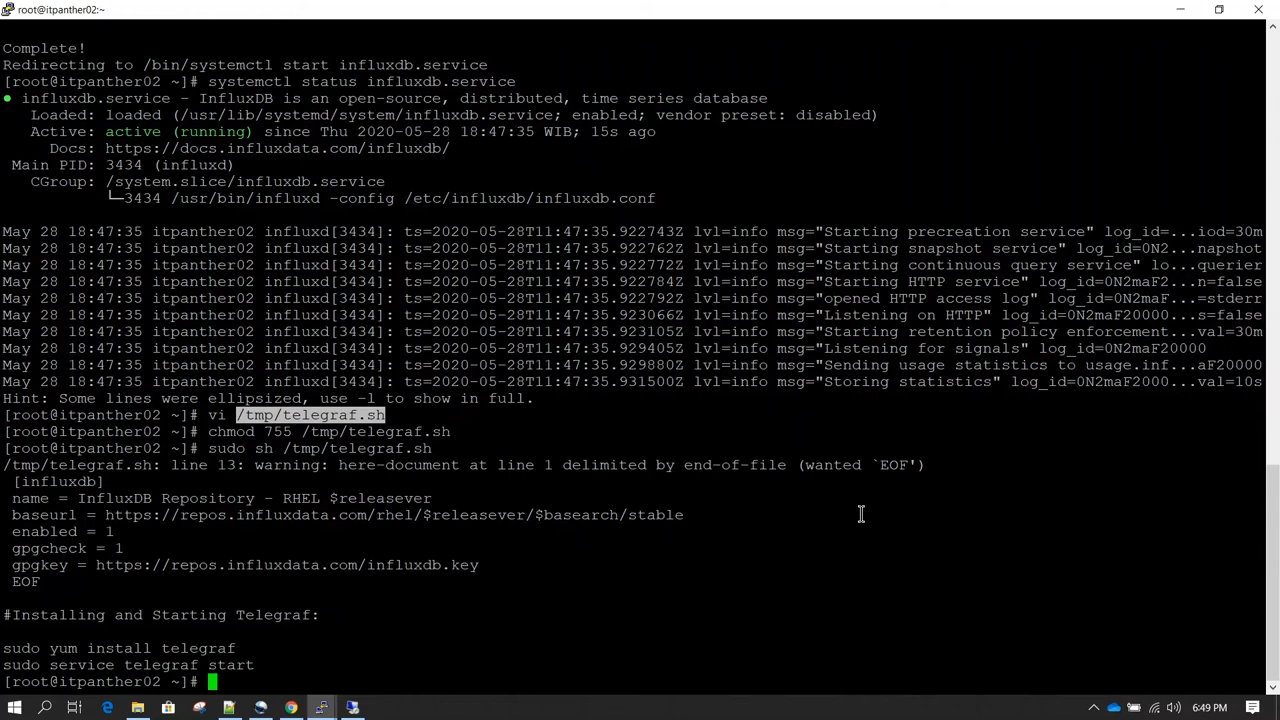 root@itpanther02:~
Complete!
Redirecting to /bin/systemctl start influxdb.service
[root@itpanther02 ~]# systemctl status influxdb.service
● influxdb.service - InfluxDB is an open-source, distributed, time series database
Loaded: loaded (/usr/lib/systemd/system/influxdb.service; enabled; vendor preset: disabled)
Active: active (running) since Thu 2020-05-28 18:47:35 WIB; 15s ago
Docs: https://docs.influxdata.com/influxdb/
Main PID: 3434 (influxd)
CGroup: /system.slice/influxdb.service
└─3434 /usr/bin/influxd -config /etc/influxdb/influxdb.conf
May 28 18:47:35 itpanther02 influxd[3434]: ts=2020-05-28T11:47:35.922743Z lvl=info msg="Starting precreation service" log_id=...iod=30m
May 28 18:47:35 itpanther02 influxd[3434]: ts=2020-05-28T11:47:35.922762Z lvl=info msg="Starting snapshot service" log_id=0N2...napshot
May 28 18:47:35 itpanther02 influxd[3434]: ts=2020-05-28T11:47:35.922772Z lvl=info msg="Starting continuous query service" lo...querier
May 28 18:47:35 itpanther02 influxd[3434]: ts=2020-05-28T11:47:35.922784Z lvl=info msg="Starting HTTP service" log_id=0N2maF2...n=false
May 28 18:47:35 itpanther02 influxd[3434]: ts=2020-05-28T11:47:35.922792Z lvl=info msg="opened HTTP access log" log_id=0N2maF...=stderr
May 28 18:47:35 itpanther02 influxd[3434]: ts=2020-05-28T11:47:35.923066Z lvl=info msg="Listening on HTTP" log_id=0N2maF20000...s=false
May 28 18:47:35 itpanther02 influxd[3434]: ts=2020-05-28T11:47:35.923105Z lvl=info msg="Starting retention policy enforcement...val=30m
May 28 18:47:35 itpanther02 influxd[3434]: ts=2020-05-28T11:47:35.929405Z lvl=info msg="Listening for signals" log_id=0N2maF20000
May 28 18:47:35 itpanther02 influxd[3434]: ts=2020-05-28T11:47:35.929880Z lvl=info msg="Sending usage statistics to usage.inf...aF20000
May 28 18:47:35 itpanther02 influxd[3434]: ts=2020-05-28T11:47:35.931500Z lvl=info msg="Storing statistics" log_id=0N2maF2000...val=10s
Hint: Some lines were ellipsized, use -l to show in full.
[root@itpanther02 ~]# vi /tmp/telegraf.sh
[root@itpanther02 ~]# chmod 755 /tmp/telegraf.sh
[root@itpanther02 ~]# sudo sh /tmp/telegraf.sh
/tmp/telegraf.sh: line 13: warning: here-document at line 1 delimited by end-of-file (wanted `EOF')
[influxdb]
name = InfluxDB Repository - RHEL $releasever
baseurl = https://repos.influxdata.com/rhel/$releasever/$basearch/stable
enabled = 1
gpgcheck = 1
gpgkey = https://repos.influxdata.com/influxdb.key
EOF
#Installing and Starting Telegraf:
sudo yum install telegraf
sudo service telegraf start
[root@itpanther02 ~]#
6:49 PM